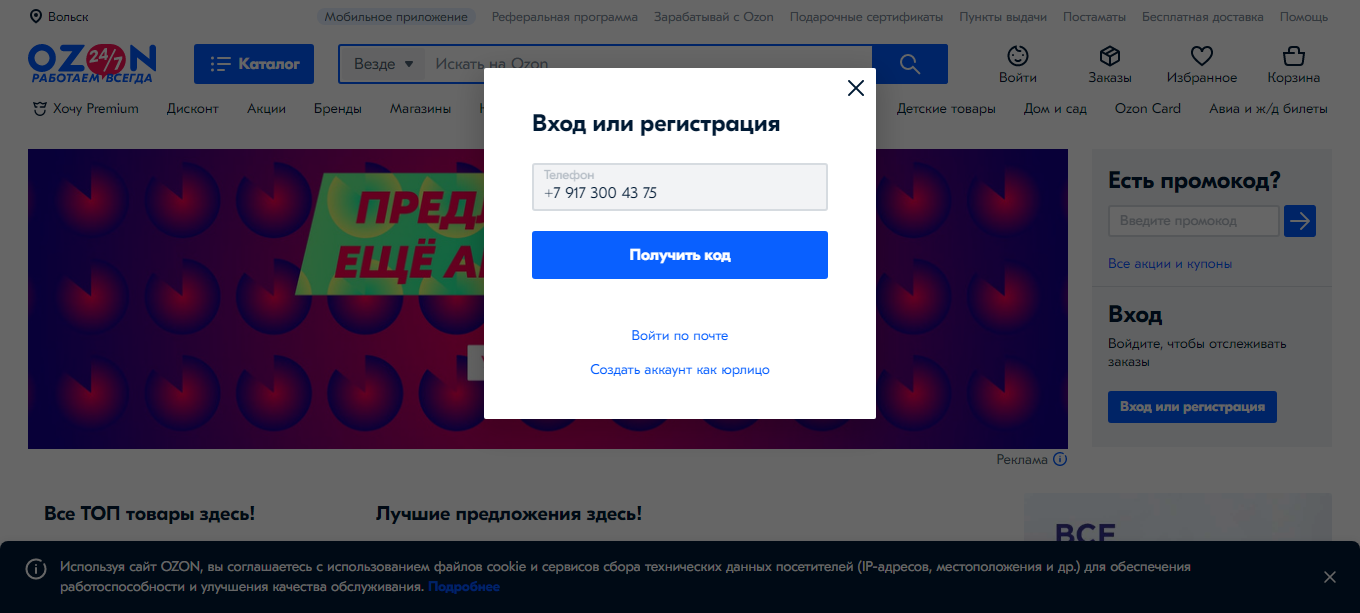 Вольск
Мобильное приложение Реферальная программа Зарабатывай с Ozon Подарочные сертификаты Пункты выдачи Постаматы Бесплатная доставка Помощь
OZON
24/7
РАБОТАЕМ ВСЕГДА
Каталог
Везде Искать на Ozon
Войти Заказы Избранное Корзина
Хочу Premium Дисконт Акции Бренды Магазины Детские товары Дом и сад Ozon Card Авиа и ж/д билеты
Вход или регистрация
Телефон
+7 917 300 43 75
Получить код
Войти по почте
Создать аккаунт как юрлицо
Есть промокод?
Введите промокод
Все акции и купоны
Вход
Войдите, чтобы отслеживать
заказы
Вход или регистрация
ЕЩЁ
Реклама
Все ТОП товары здесь!
Лучшие предложения здесь!
ВСЕ
Используя сайт OZON, вы соглашаетесь с использованием файлов cookie и сервисов сбора технических данных посетителей (IP-адресов, местоположения и др.) для обеспечения
работоспособности и улучшения качества обслуживания. Подробнее